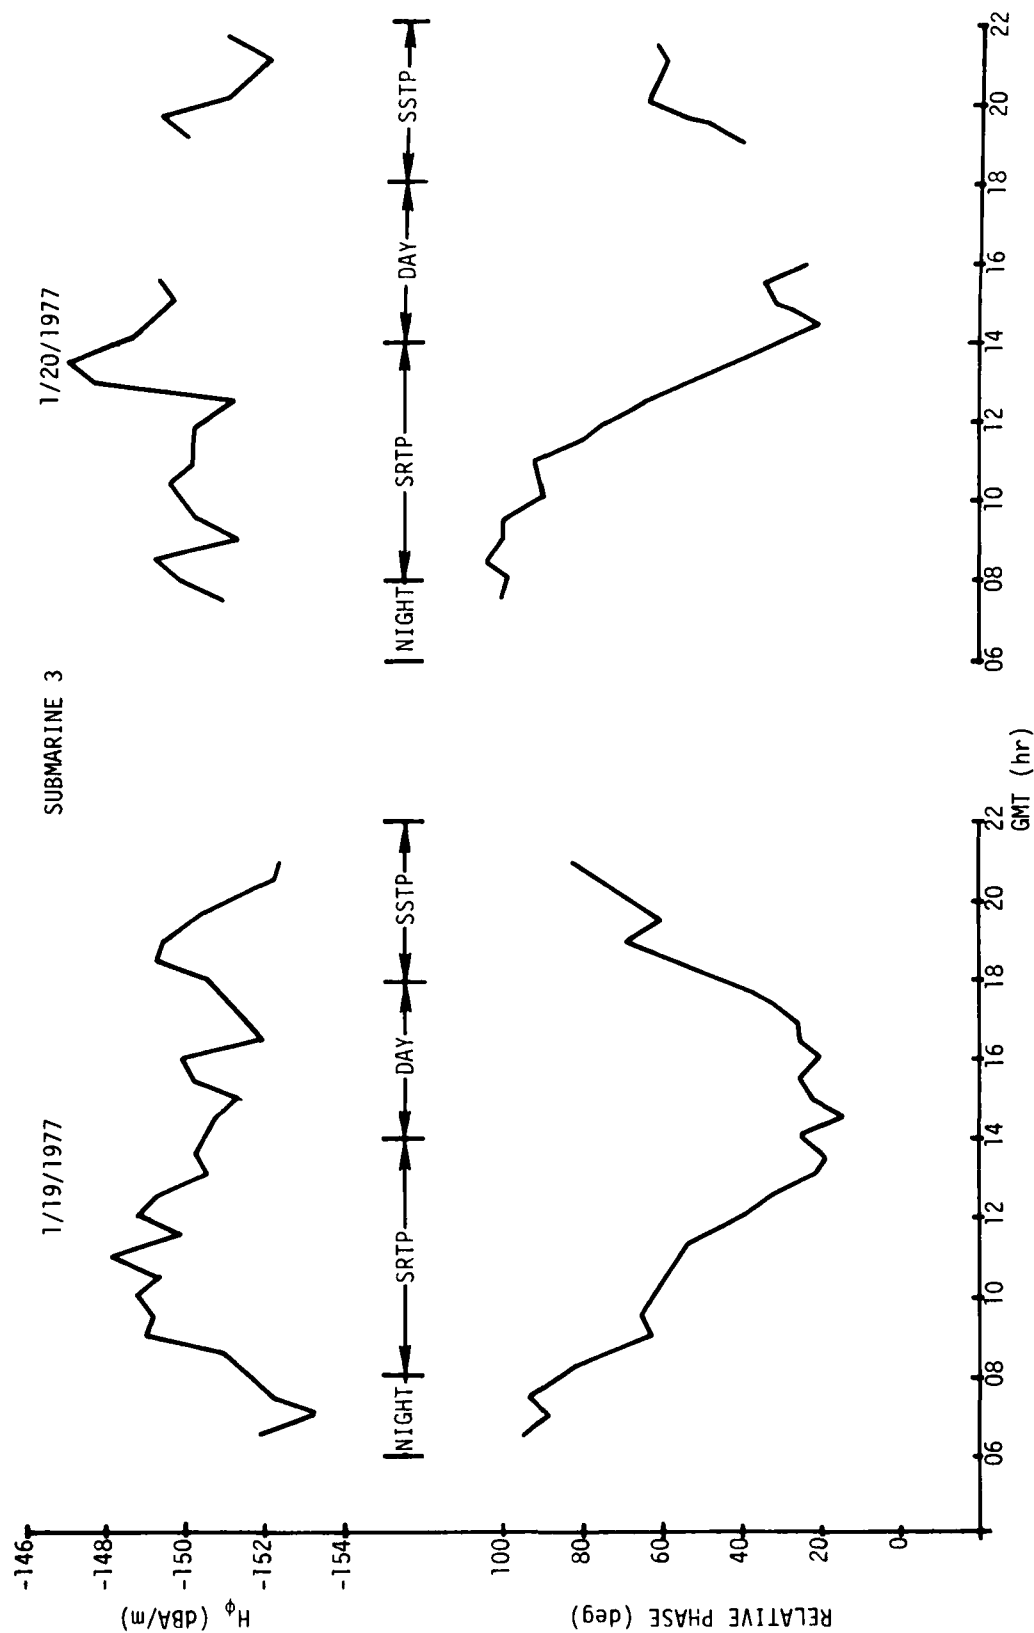 SUBMARINE 3
1/19/1977
1/20/1977
-146
-148
-150
-152
-154
Hφ (dBA/m)
NIGHT
SRTP
DAY
SSTP
NIGHT
SRTP
DAY
SSTP
100
80
60
40
20
0
RELATIVE PHASE (deg)
06 08 10 12 14 16 18 20 22
06 08 10 12 14 16 18 20 22
GMT (hr)